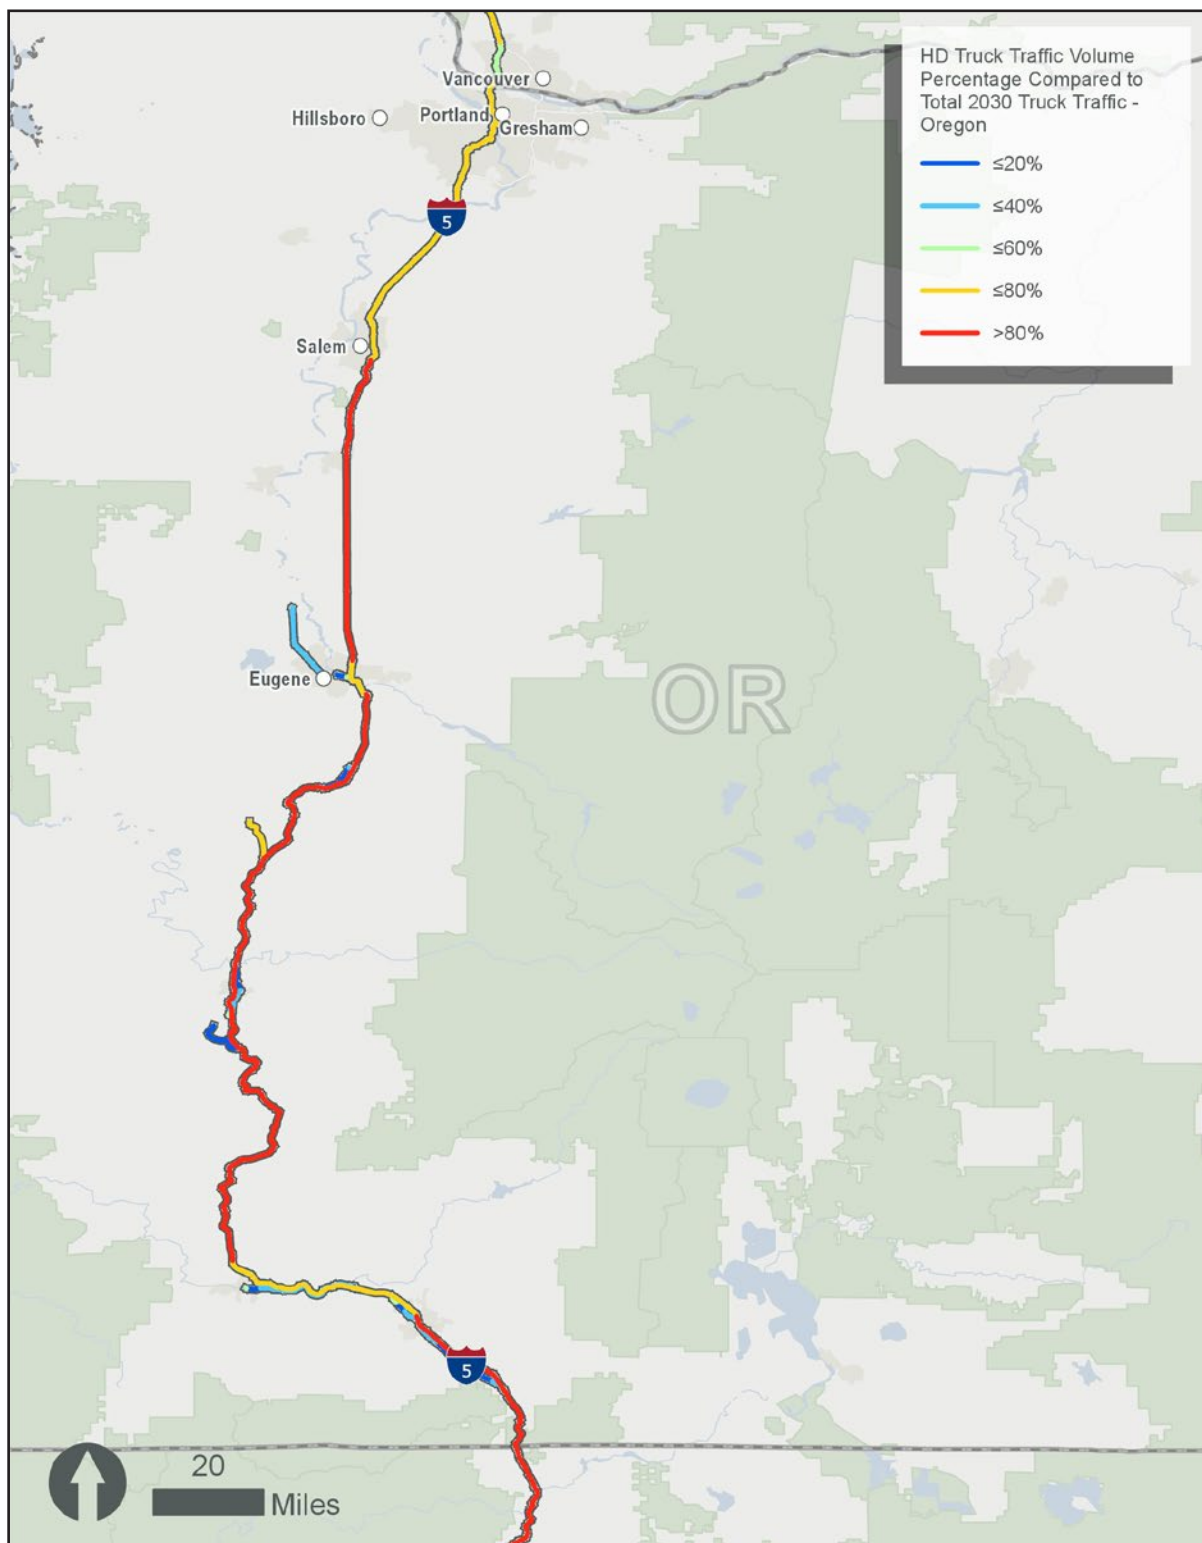 HD Truck Traffic Volume
Percentage Compared to
Total 2030 Truck Traffic -
Oregon
≤20%
≤40%
≤60%
≤80%
>80%
Vancouver
Hillsboro
Portland
Gresham
5
Salem
Eugene
OR
5
20
Miles